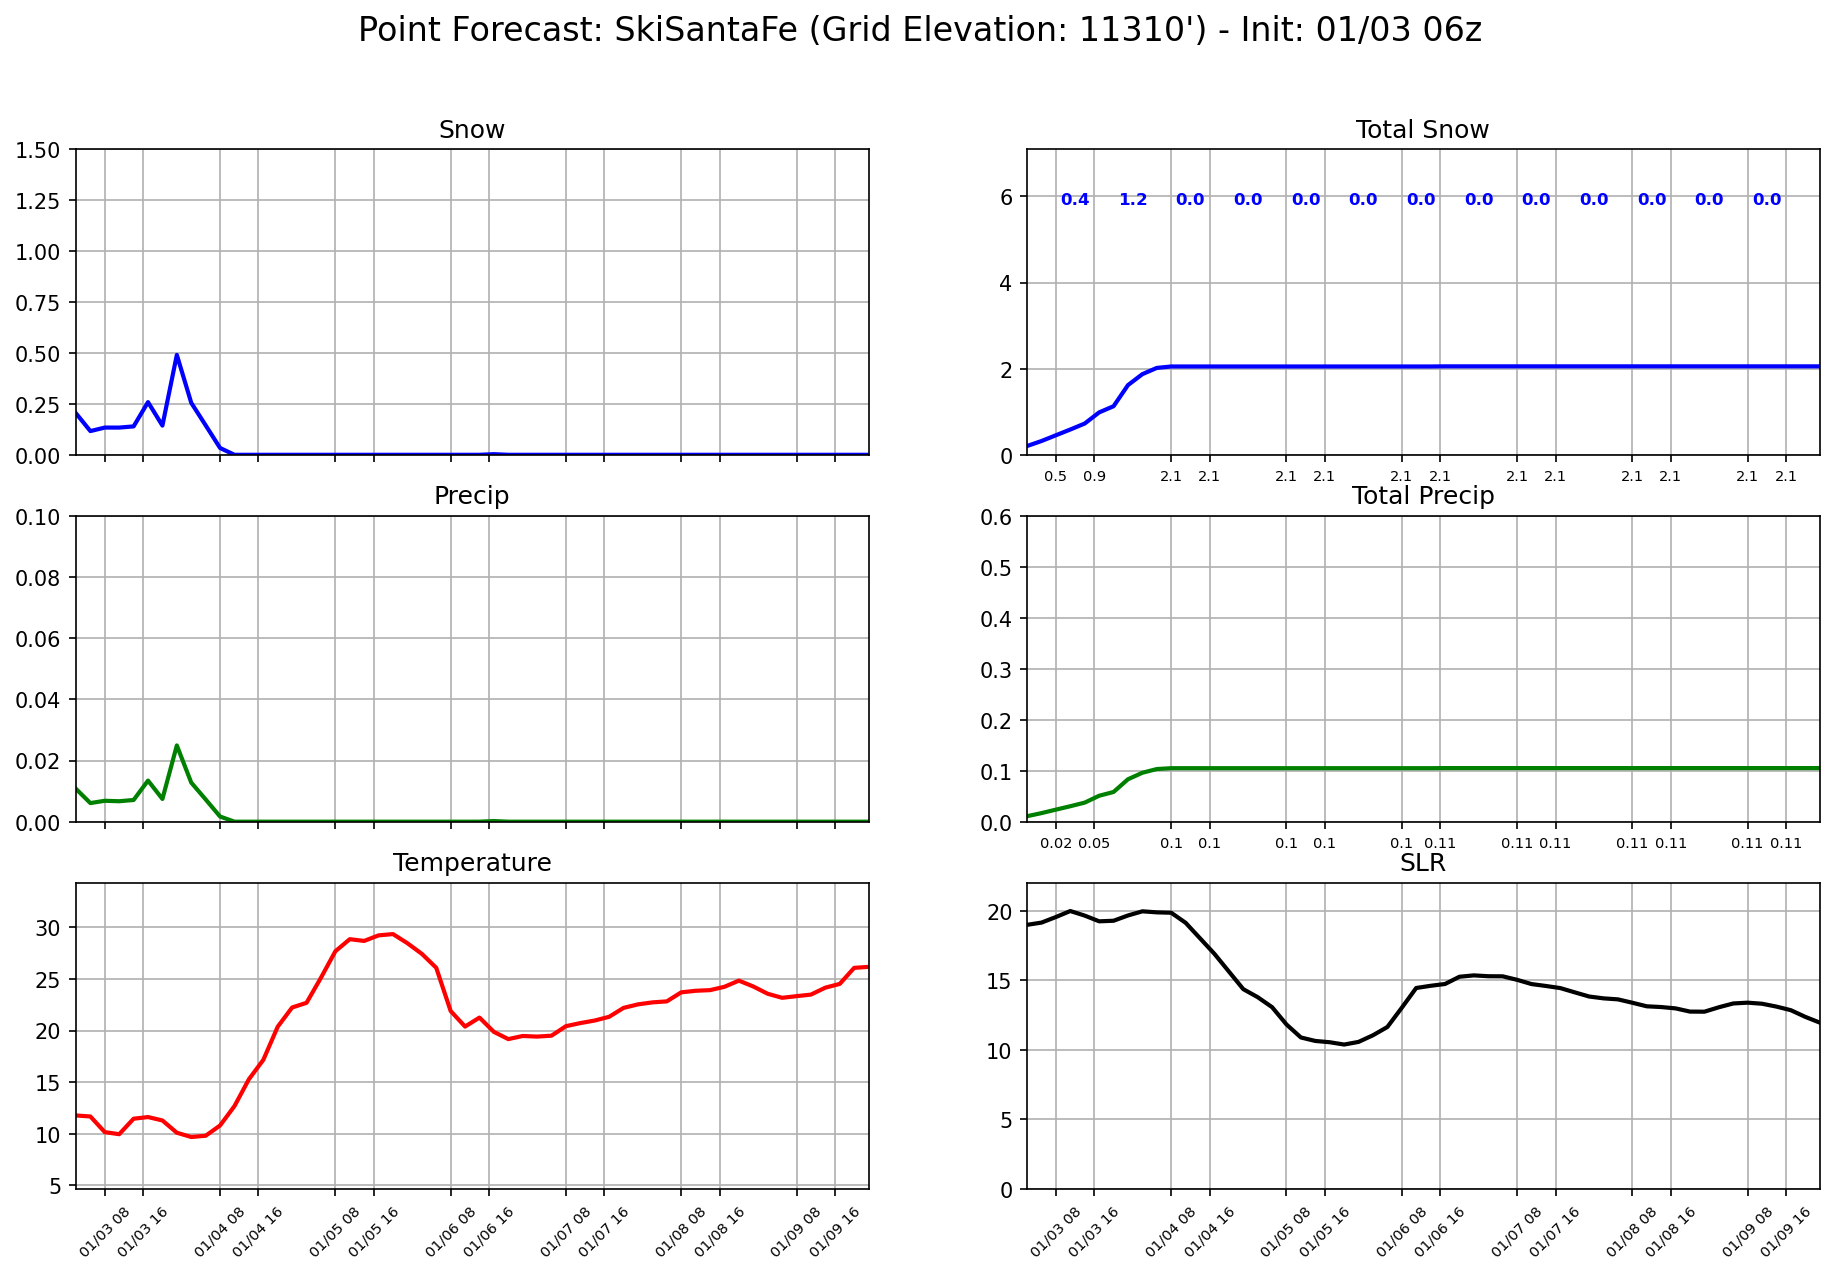 Point Forecast: SkiSantaFe (Grid Elevation: 11310') - Init: 01/03 06z
Snow
1.50
1.25
1.00
0.75
0.50
0.25
0.00
Total Snow
6
4
2
0
0.4 1.2 0.0 0.0 0.0 0.0 0.0 0.0 0.0 0.0 0.0 0.0 0.0
0.5 0.9 2.1 2.1 2.1 2.1 2.1 2.1 2.1 2.1 2.1 2.1 2.1 2.1
Precip
0.10
0.08
0.06
0.04
0.02
0.00
Total Precip
0.6
0.5
0.4
0.3
0.2
0.1
0.0
0.02 0.05 0.1 0.1 0.1 0.1 0.1 0.11 0.11 0.11 0.11 0.11 0.11 0.11
Temperature
30
25
20
15
10
5
01/03 08 01/03 16 01/04 08 01/04 16 01/05 08 01/05 16 01/06 08 01/06 16 01/07 08 01/07 16 01/08 08 01/08 16 01/09 08 01/09 16
SLR
20
15
10
5
0
01/03 08 01/03 16 01/04 08 01/04 16 01/05 08 01/05 16 01/06 08 01/06 16 01/07 08 01/07 16 01/08 08 01/08 16 01/09 08 01/09 16